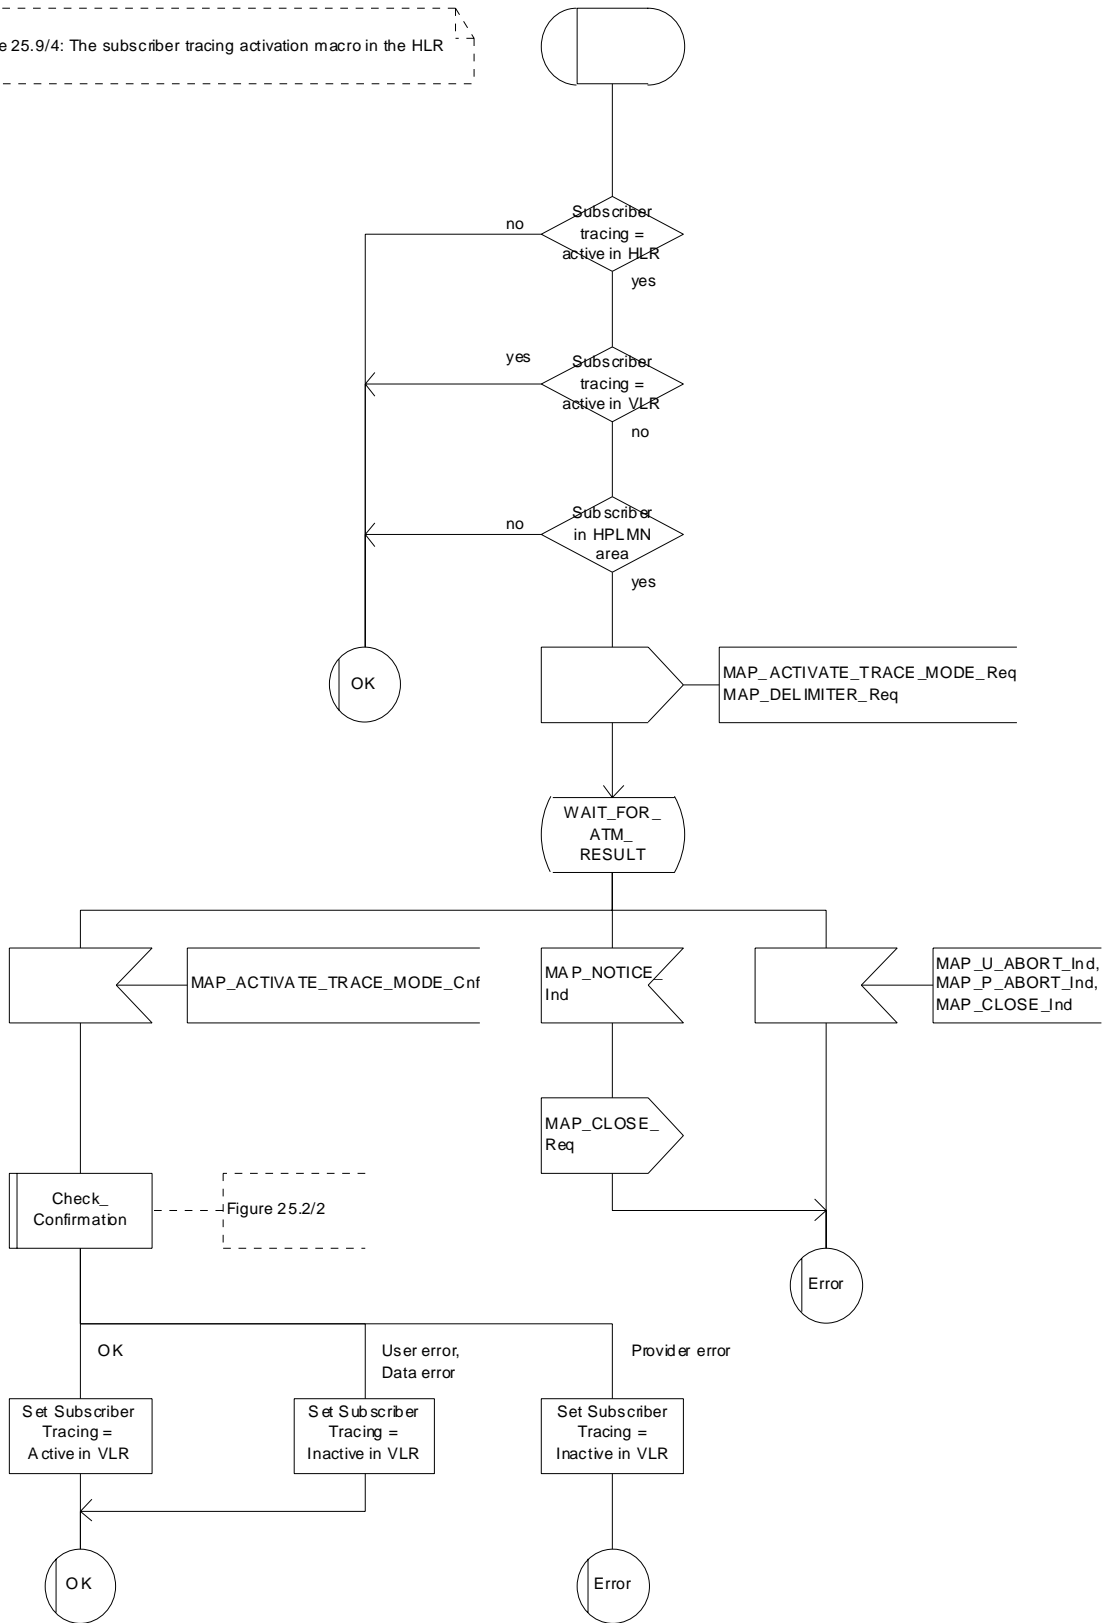 e 25.9/4: The subscriber tracing activation macro in the HLR
Subscriber
tracing =
active in HLR
no
yes
Subscriber
tracing =
active in VLR
yes
no
Subscriber
in HPLMN
area
no
yes
OK
MAP_ACTIVATE_TRACE_MODE_Req
MAP_DELIMITER_Req
WAIT_FOR_
ATM_
RESULT
MAP_ACTIVATE_TRACE_MODE_Cnf
MAP_NOTICE_
Ind
MAP_U_ABORT_Ind,
MAP_P_ABORT_Ind,
MAP_CLOSE_Ind
MAP_CLOSE_
Req
Check_
Confirmation
Figure 25.2/2
Error
OK
User error,
Data error
Provider error
Set Subscriber
Tracing =
Active in VLR
Set Subscriber
Tracing =
Inactive in VLR
Set Subscriber
Tracing =
Inactive in VLR
OK
Error